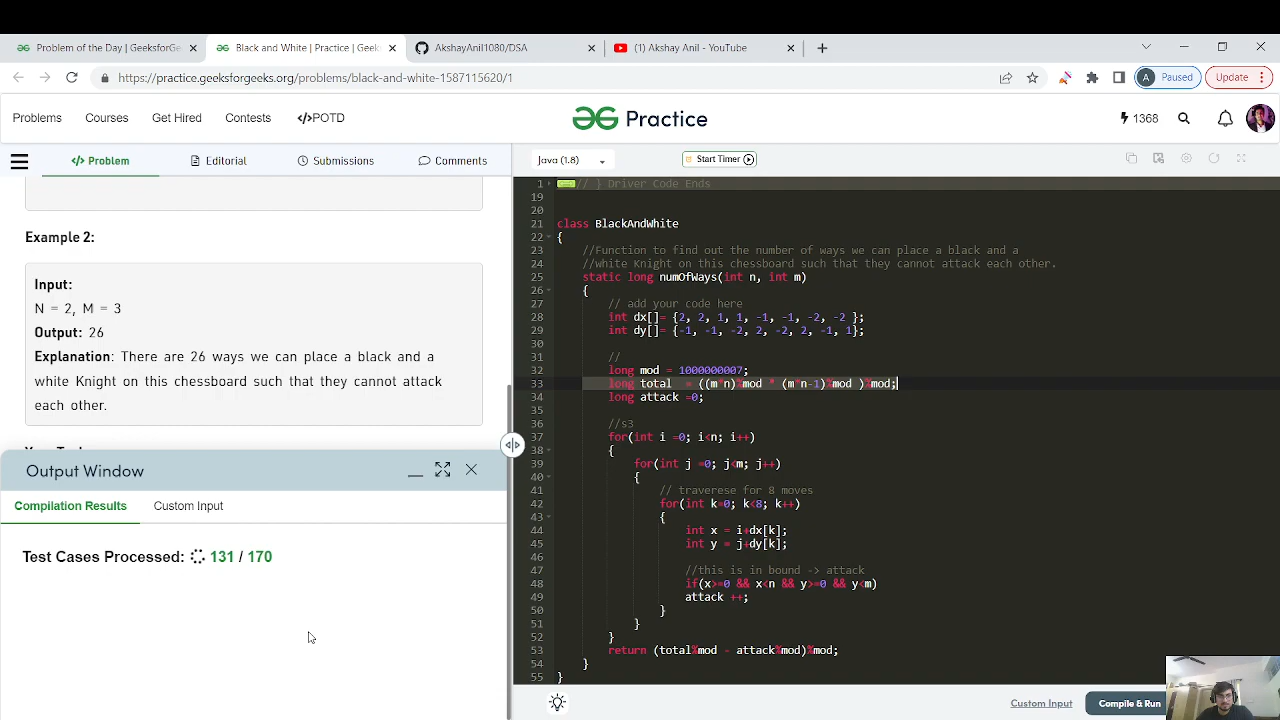 Problem of the Day | GeeksforGe
Black and White | Practice | Geek
AkshayAnil1080/DSA
(1) Akshay Anil - YouTube
https://practice.geeksforgeeks.org/problems/black-and-white-1587115620/1
A Paused
Update
Problems
Courses
Get Hired
Contests
</>POTD
Practice
1368
</> Problem
Editorial
Submissions
Comments
Java (1.8)
Start Timer
Example 2:
Input:
N = 2, M = 3
Output: 26
Explanation: There are 26 ways we can place a black and a
white Knight on this chessboard such that they cannot attack
each other.
Output Window
Compilation Results
Custom Input
Test Cases Processed: 131 / 170
1 // } Driver Code Ends
19
20
21 class BlackAndWhite
22 {
23 //Function to find out the number of ways we can place a black and a
24 //white Knight on this chessboard such that they cannot attack each other.
25 static long numOfWays(int n, int m)
26 {
27 // add your code here
28 int dx[]= {2, 2, 1, 1, -1, -1, -2, -2 };
29 int dy[]= {-1, -1, -2, 2, -2, 2, -1, 1};
30
31 //
32 long mod = 1000000007;
33 long total = ((m*n)%mod * (m*n-1)%mod )%mod;
34 long attack =0;
35
36 //s3
37 for(int i =0; i<n; i++)
38 {
39 for(int j =0; j<m; j++)
40 {
41 // traverese for 8 moves
42 for(int k=0; k<8; k++)
43 {
44 int x = i+dx[k];
45 int y = j+dy[k];
46
47 //this is in bound -> attack
48 if(x>=0 && x<n && y>=0 && y<m)
49 attack ++;
50 }
51 }
52 }
53 return (total%mod - attack%mod)%mod;
54 }
55 }
Custom Input
Compile & Run